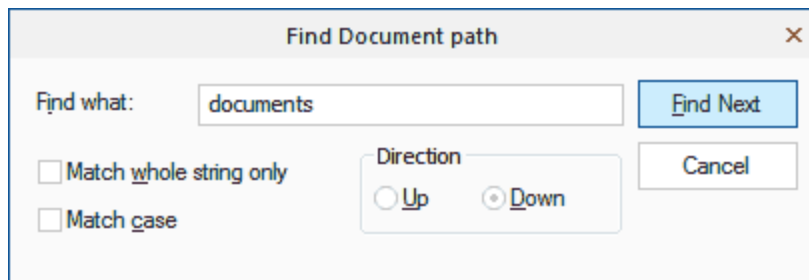 Find Document path
Find what:
documents
Find Next
Match whole string only
Direction
Cancel
Up
Down
Match case